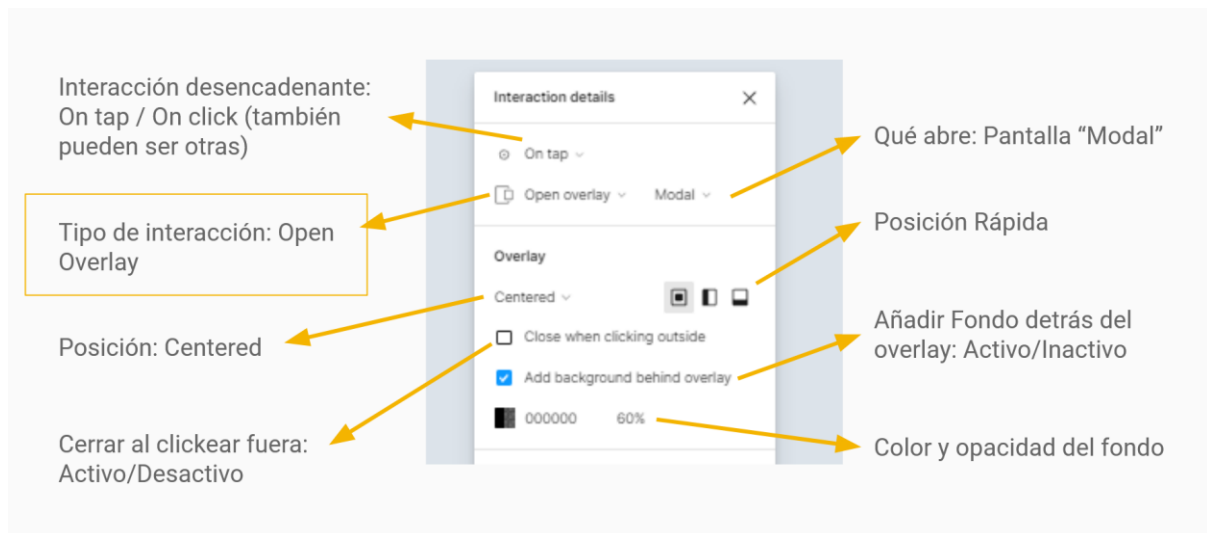 Interacción desencadenante:
On tap / On click (también
pueden ser otras)
Tipo de interacción: Open
Overlay
Posición: Centered
Cerrar al clickear fuera:
Activo/Desactivo
Interaction details
On tap
Open overlay Modal
Overlay
Centered
Close when clicking outside
Add background behind overlay
000000 60%
Qué abre: Pantalla “Modal”
Posición Rápida
Añadir Fondo detrás del
overlay: Activo/Inactivo
Color y opacidad del fondo